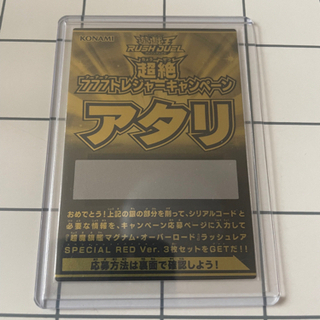 KONAMI
遊戯王
RUSH DUEL
超絶
777トレジャーキャンペーン
アタリ
おめでとう!上記の銀の部分を削って、シリアルコードと
必要な情報を、キャンペーン応募ページに入力して
『超魔旗艦マグナム・オーバーロード』ラッシュレア
SPECIAL RED Ver. 3枚セットをGETだ!!
応募方法は裏面で確認しよう!